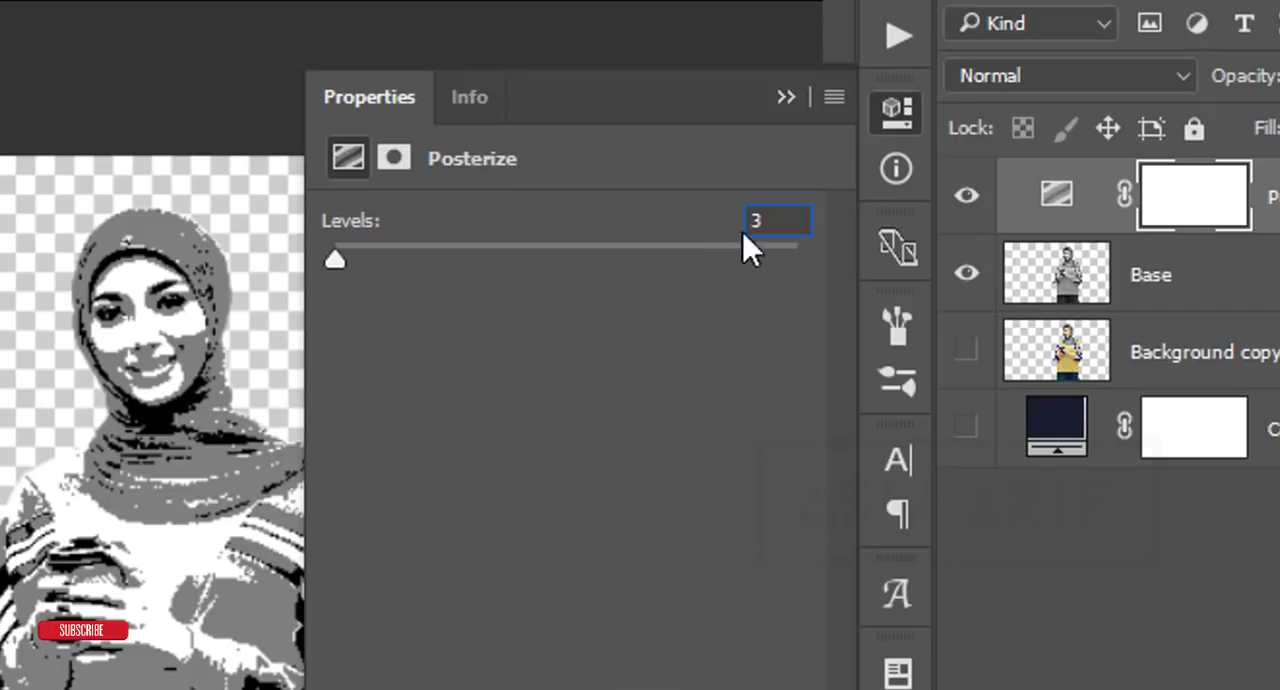 Kind
T
Properties
Info
Normal
Opacity:
Lock:
Fill:
Posterize
Levels:
3
Base
Background copy
A
SUBSCRIBE